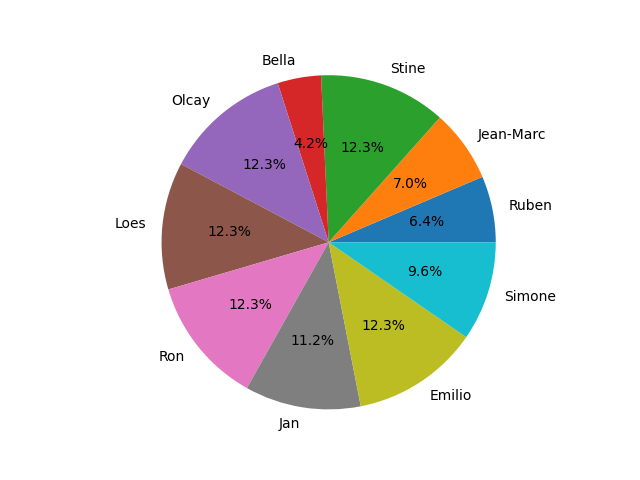 Bella
Stine
Olcay
Jean-Marc
4.2%
12.3%
12.3%
7.0%
Ruben
Loes
12.3%
6.4%
9.6%
Simone
12.3%
12.3%
11.2%
Ron
Emilio
Jan